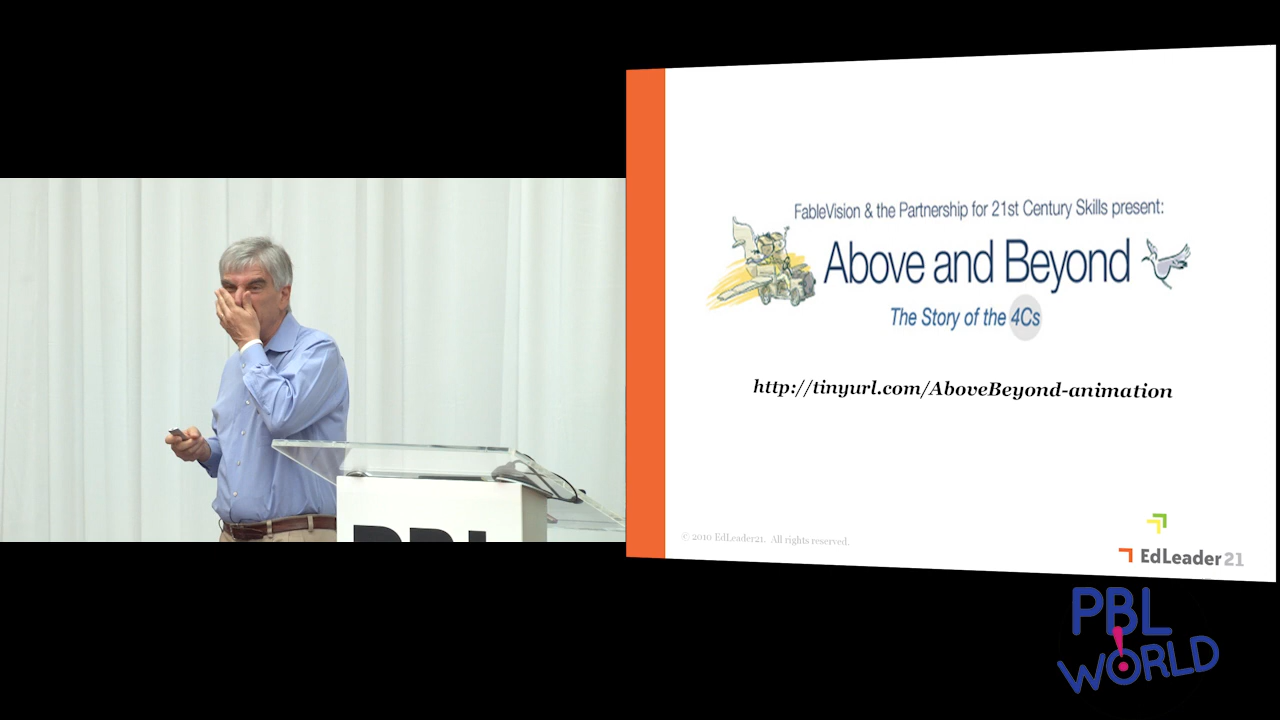 FableVision & the Partnership for 21st Century Skills present:
Above and Beyond
The Story of the 4Cs
http://tinyurl.com/AboveBeyond-animation
© 2010 EdLeader21. All rights reserved.
EdLeader21
PBL
PBL
WORLD